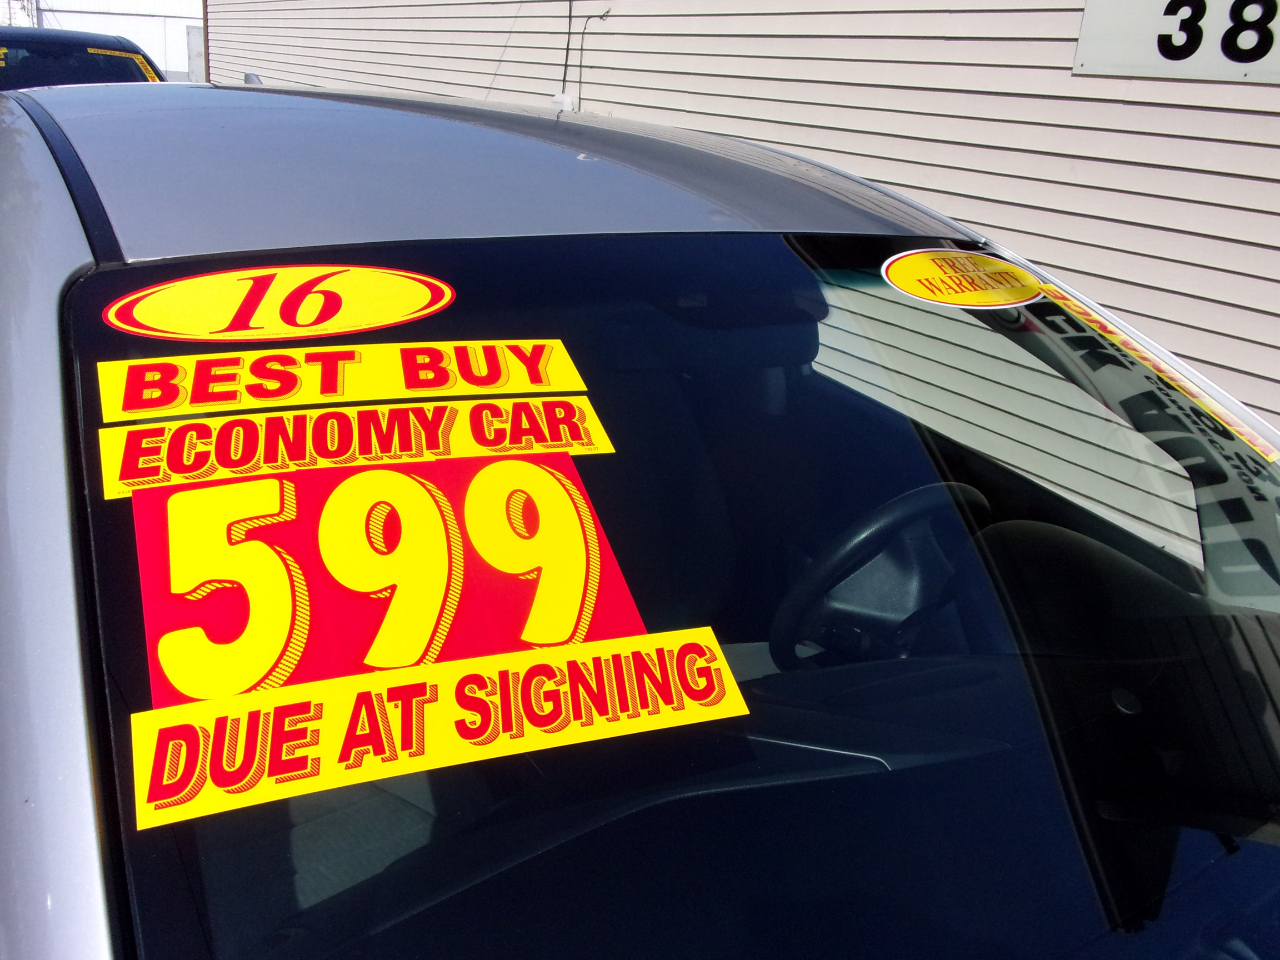 38
16
FREE
WARRANTY
BEST BUY
ECONOMY CAR
599
DUE AT SIGNING